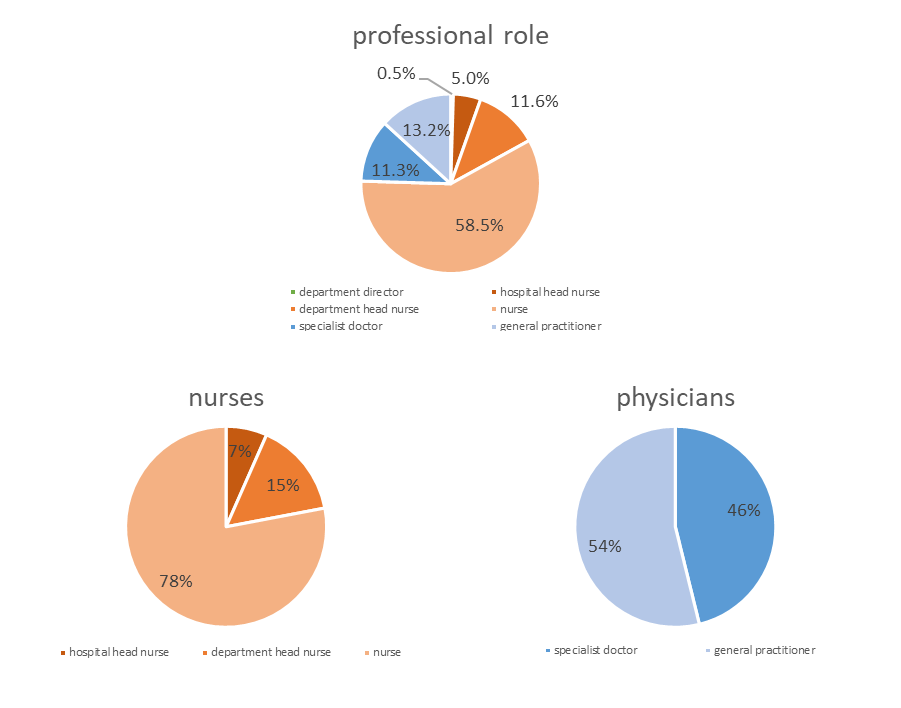 professional role
0.5% 5.0%
11.6%
13.2%
11.3%
58.5%
department director hospital head nurse
department head nurse nurse
specialist doctor general practitioner
nurses
7%
15%
78%
hospital head nurse department head nurse nurse
physicians
46%
54%
specialist doctor general practitioner